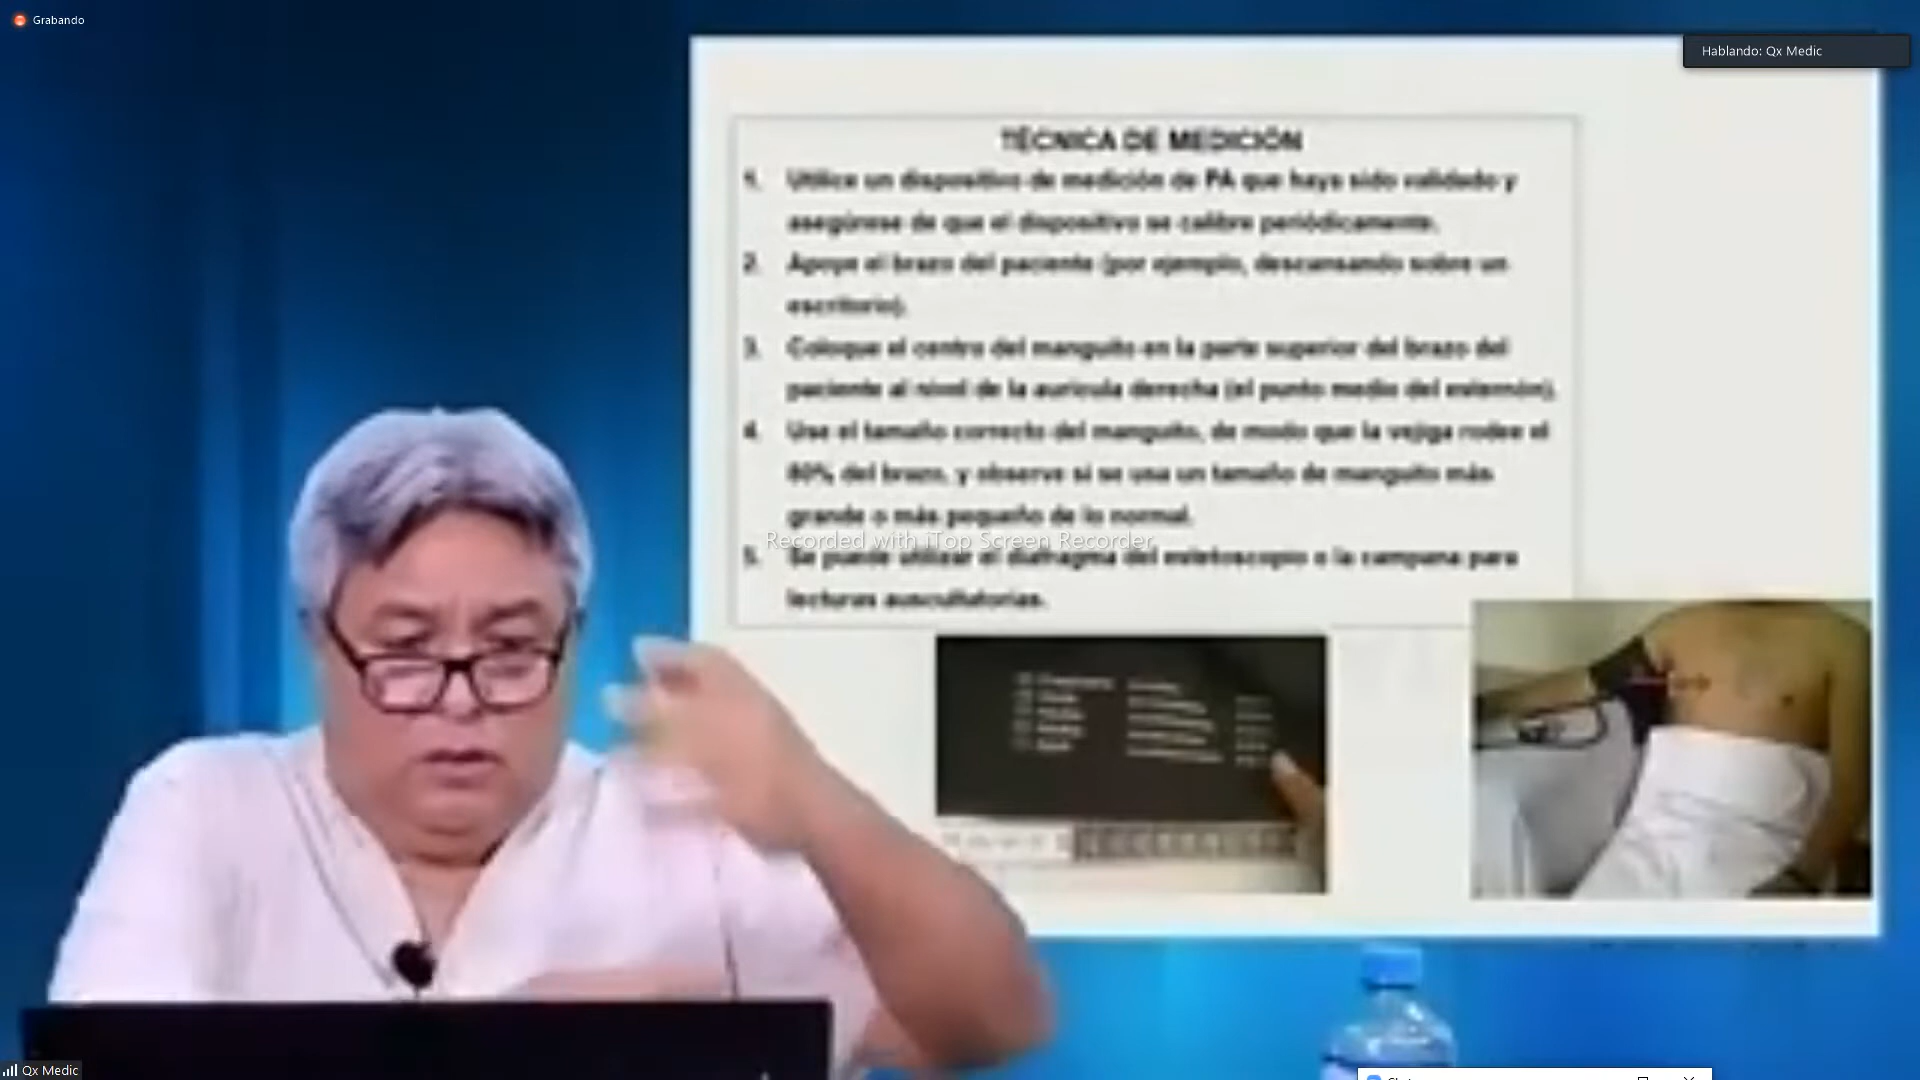 Grabando
Hablando: Qx Medic
TÉCNICA DE MEDICIÓN
1. Utilice un dispositivo de medición de PA que haya sido validado y
asegúrese de que el dispositivo se calibre periódicamente.
2. Apoye el brazo del paciente (por ejemplo, descansando sobre un
escritorio).
3. Coloque el centro del manguito en la parte superior del brazo del
paciente al nivel de la aurícula derecha (el punto medio del esternón).
4. Use el tamaño correcto del manguito, de modo que la vejiga rodee el
80% del brazo, y observe si se usa un tamaño de manguito más
grande o más pequeño de lo normal.
Recorded with iTop Screen Recorder
5. Se puede utilizar el diafragma del estetoscopio o la campana para
lecturas auscultatorias.
Qx Medic